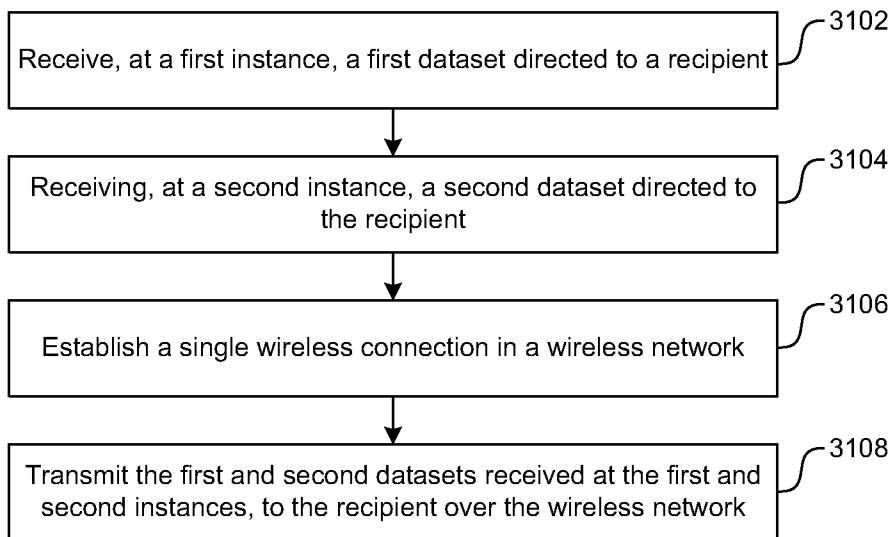 3102
Receive, at a first instance, a first dataset directed to a recipient
3104
Receiving, at a second instance, a second dataset directed to
the recipient
3106
Establish a single wireless connection in a wireless network
3108
Transmit the first and second datasets received at the first and
second instances, to the recipient over the wireless network